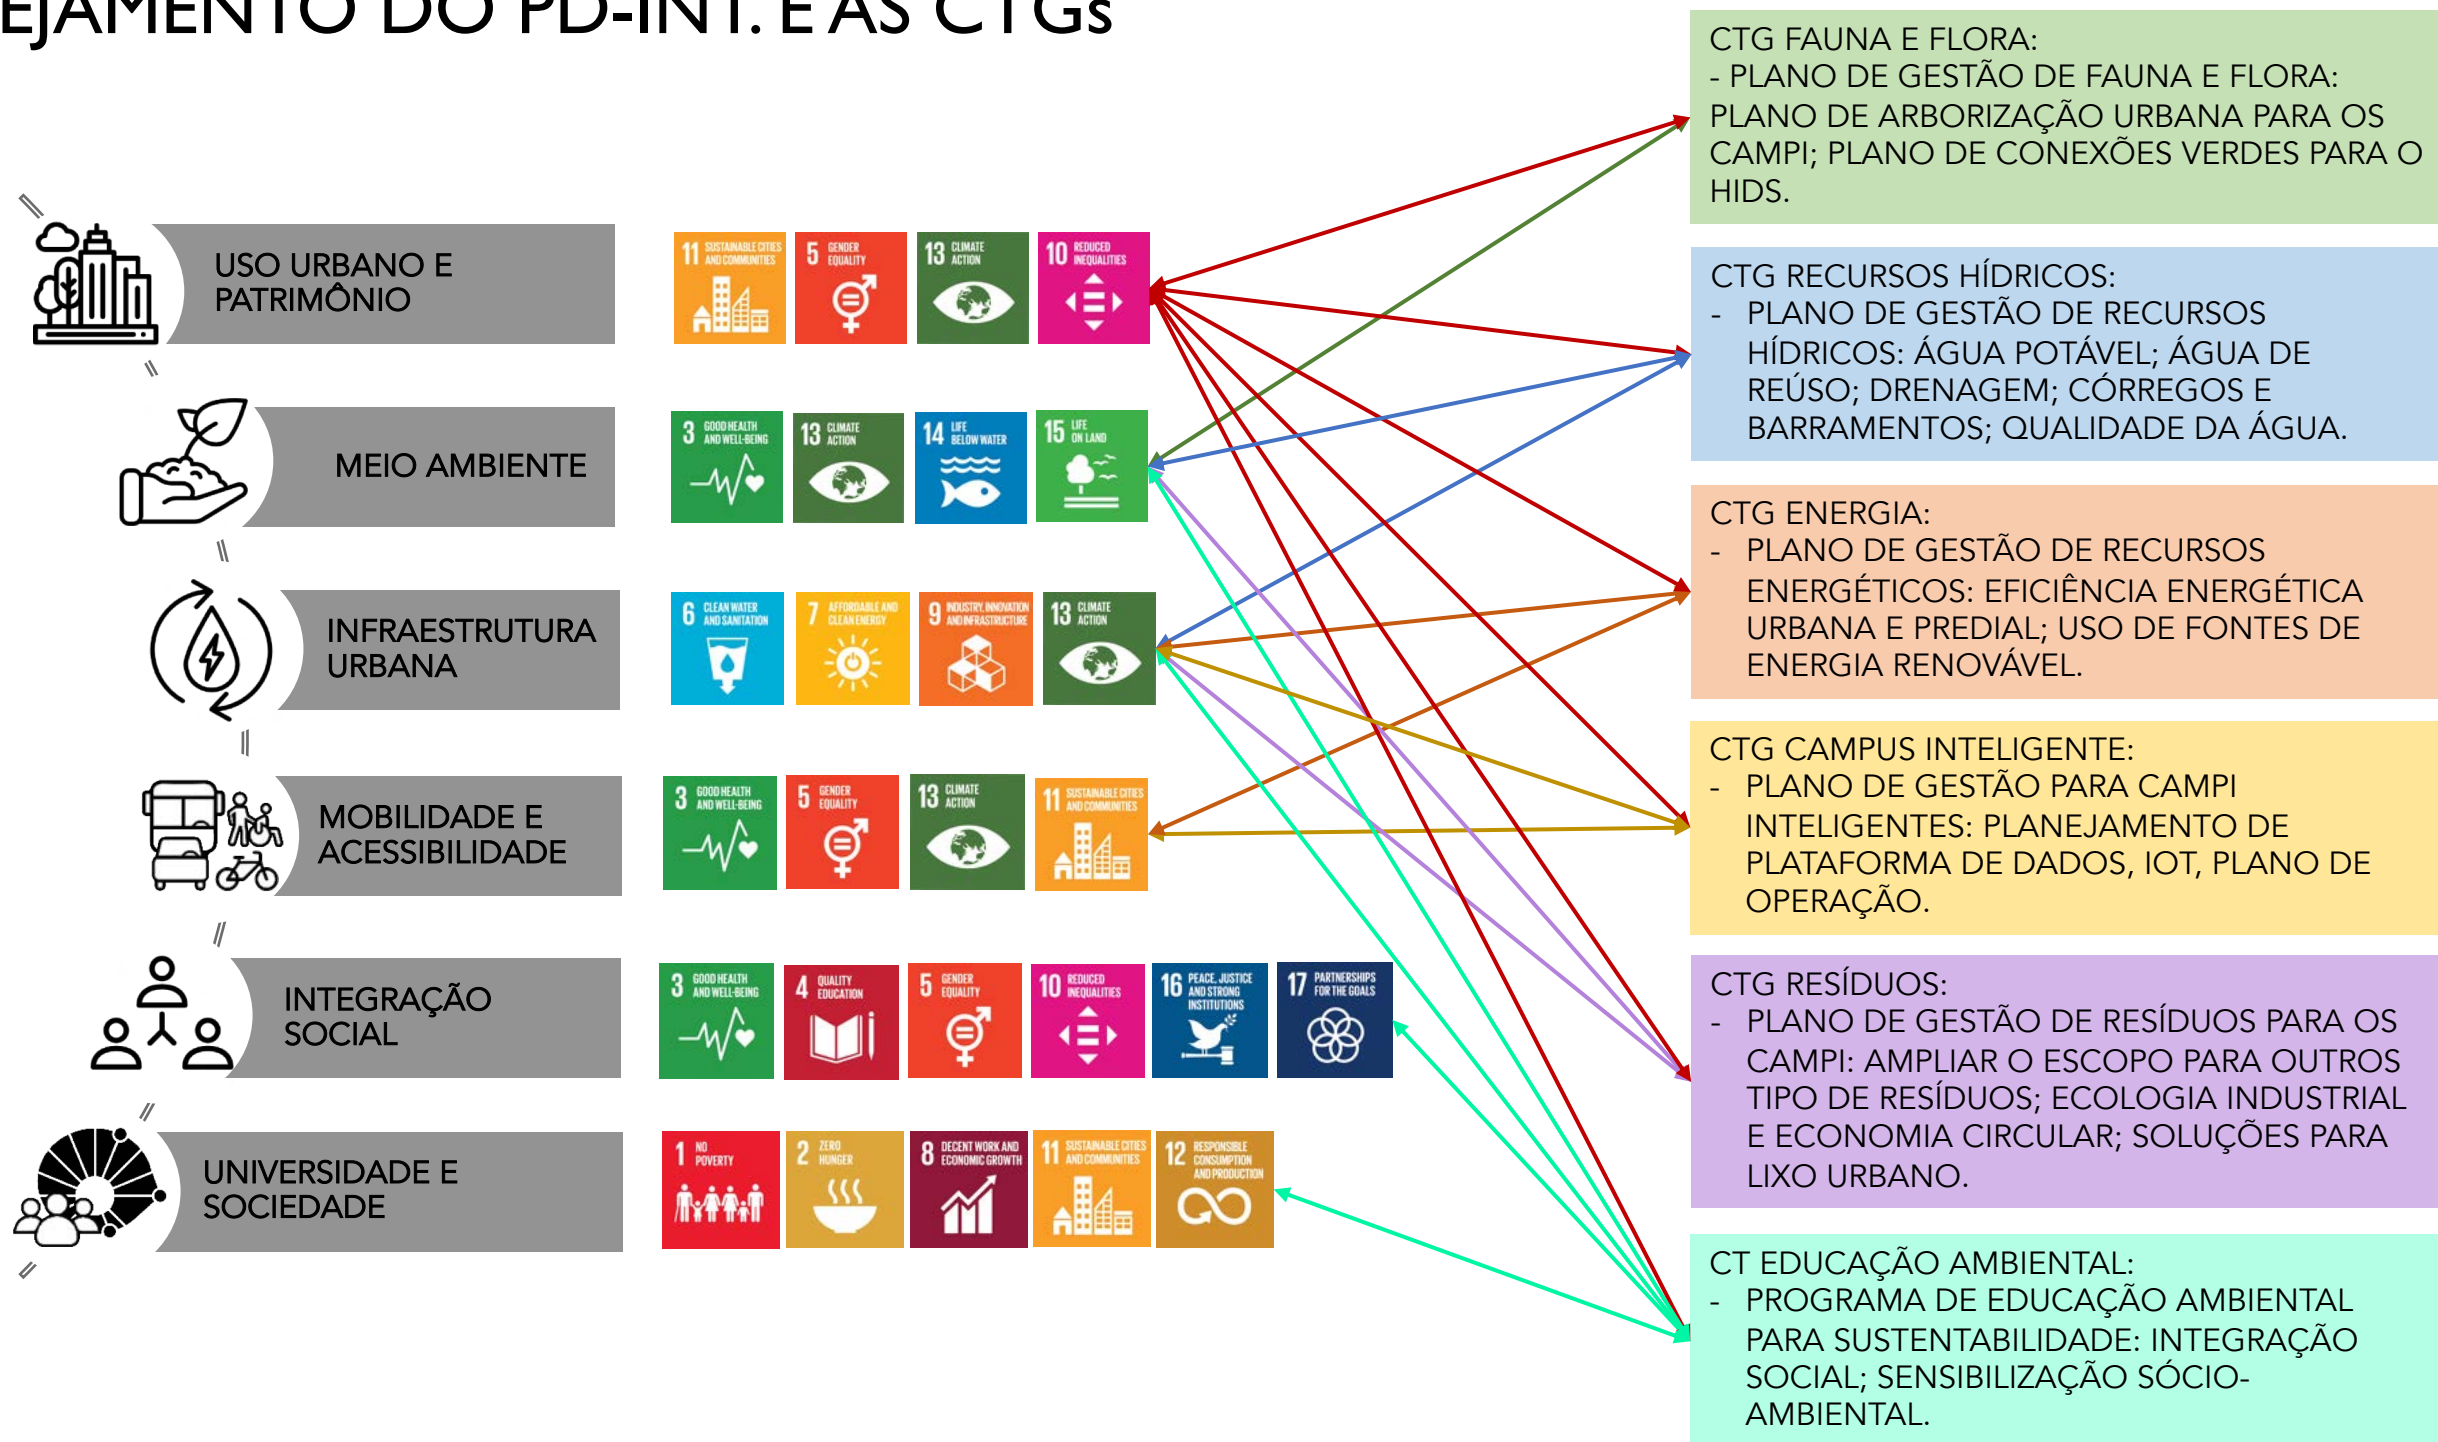 EJAMENTO DO PD-INT. E AS CTGs
USO URBANO E
PATRIMÔNIO
11 SUSTAINABLE CITIES
AND COMMUNITIES
5 GENDER
EQUALITY
13 CLIMATE
ACTION
10 REDUCED
INEQUALITIES
MEIO AMBIENTE
3 GOOD HEALTH
AND WELL-BEING
13 CLIMATE
ACTION
14 LIFE
BELOW WATER
15 LIFE
ON LAND
INFRAESTRUTURA
URBANA
6 CLEAN WATER
AND SANITATION
7 AFFORDABLE AND
CLEAN ENERGY
9 INDUSTRY, INNOVATION
AND INFRASTRUCTURE
13 CLIMATE
ACTION
MOBILIDADE E
ACESSIBILIDADE
3 GOOD HEALTH
AND WELL-BEING
5 GENDER
EQUALITY
13 CLIMATE
ACTION
11 SUSTAINABLE CITIES
AND COMMUNITIES
INTEGRAÇÃO
SOCIAL
3 GOOD HEALTH
AND WELL-BEING
4 QUALITY
EDUCATION
5 GENDER
EQUALITY
10 REDUCED
INEQUALITIES
16 PEACE, JUSTICE
AND STRONG
INSTITUTIONS
17 PARTNERSHIPS
FOR THE GOALS
UNIVERSIDADE E
SOCIEDADE
1 NO
POVERTY
2 ZERO
HUNGER
8 DECENT WORK AND
ECONOMIC GROWTH
11 SUSTAINABLE CITIES
AND COMMUNITIES
12 RESPONSIBLE
CONSUMPTION
AND PRODUCTION
CTG FAUNA E FLORA:
- PLANO DE GESTÃO DE FAUNA E FLORA:
PLANO DE ARBORIZAÇÃO URBANA PARA OS
CAMPI; PLANO DE CONEXÕES VERDES PARA O
HIDS.
CTG RECURSOS HÍDRICOS:
- PLANO DE GESTÃO DE RECURSOS
HÍDRICOS: ÁGUA POTÁVEL; ÁGUA DE
REÚSO; DRENAGEM; CÓRREGOS E
BARRAMENTOS; QUALIDADE DA ÁGUA.
CTG ENERGIA:
- PLANO DE GESTÃO DE RECURSOS
ENERGÉTICOS: EFICIÊNCIA ENERGÉTICA
URBANA E PREDIAL; USO DE FONTES DE
ENERGIA RENOVÁVEL.
CTG CAMPUS INTELIGENTE:
- PLANO DE GESTÃO PARA CAMPI
INTELIGENTES: PLANEJAMENTO DE
PLATAFORMA DE DADOS, IOT, PLANO DE
OPERAÇÃO.
CTG RESÍDUOS:
- PLANO DE GESTÃO DE RESÍDUOS PARA OS
CAMPI: AMPLIAR O ESCOPO PARA OUTROS
TIPO DE RESÍDUOS; ECOLOGIA INDUSTRIAL
E ECONOMIA CIRCULAR; SOLUÇÕES PARA
LIXO URBANO.
CT EDUCAÇÃO AMBIENTAL:
- PROGRAMA DE EDUCAÇÃO AMBIENTAL
PARA SUSTENTABILIDADE: INTEGRAÇÃO
SOCIAL; SENSIBILIZAÇÃO SÓCIO-
AMBIENTAL.